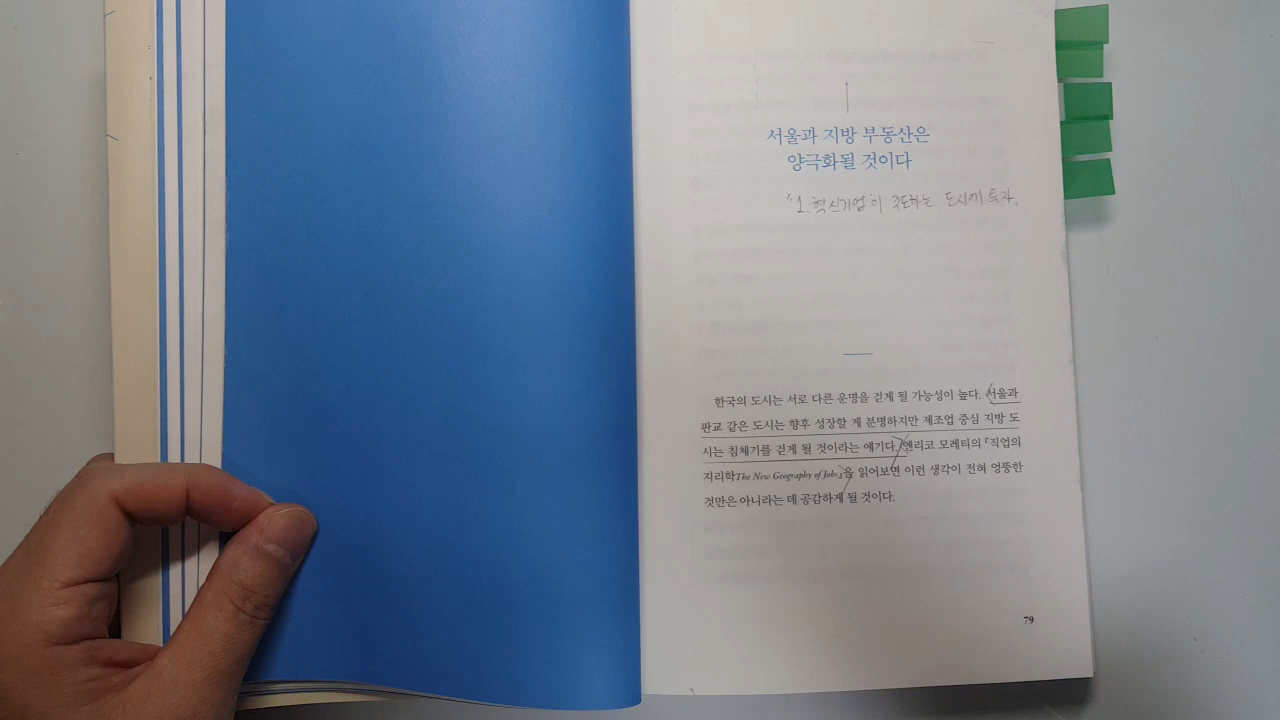 서울과 지방 부동산은
양극화될 것이다
"1. 혁신기업"이 주도하는 도시에 투자.
한국의 도시는 서로 다른 운명을 걷게 될 가능성이 높다. 서울과
판교 같은 도시는 향후 성장할 게 분명하지만 제조업 중심 지방 도
시는 침체기를 걷게 될 것이라는 얘기다. 엔리코 모레티의 『직업의
지리학The New Geography of Jobs』을 읽어보면 이런 생각이 전혀 엉뚱한
것만은 아니라는 데 공감하게 될 것이다.
79